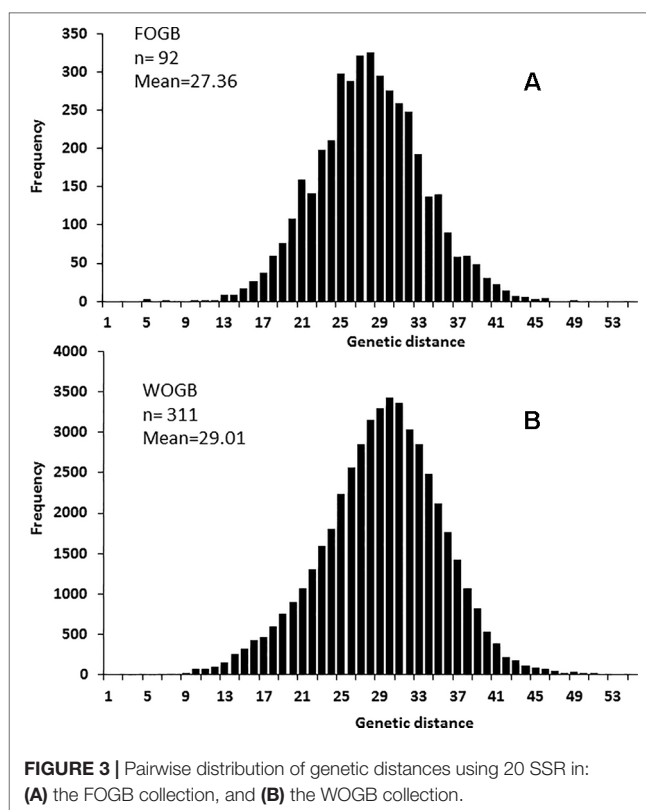 FOGB
n= 92
Mean=27.36
A
Frequency
350
300
250
200
150
100
50
0
1 5 9 13 17 21 25 29 33 37 41 45 49 53
Genetic distance
WOGB
n= 311
Mean=29.01
B
Frequency
4000
3500
3000
2500
2000
1500
1000
500
0
1 5 9 13 17 21 25 29 33 37 41 45 49 53
Genetic distance
FIGURE 3 | Pairwise distribution of genetic distances using 20 SSR in:
(A) the FOGB collection, and (B) the WOGB collection.